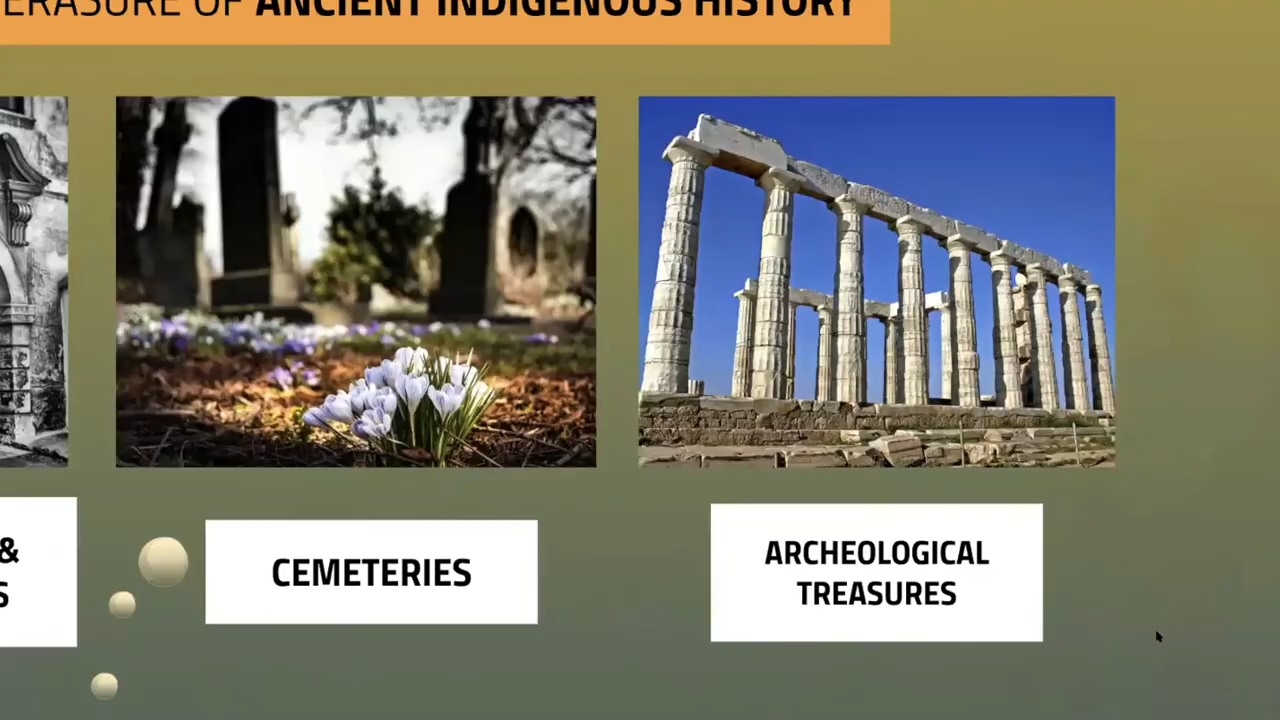 ERASURE OF ANCIENT INDIGENOUS HISTORY
&
S
CEMETERIES
ARCHEOLOGICAL
TREASURES